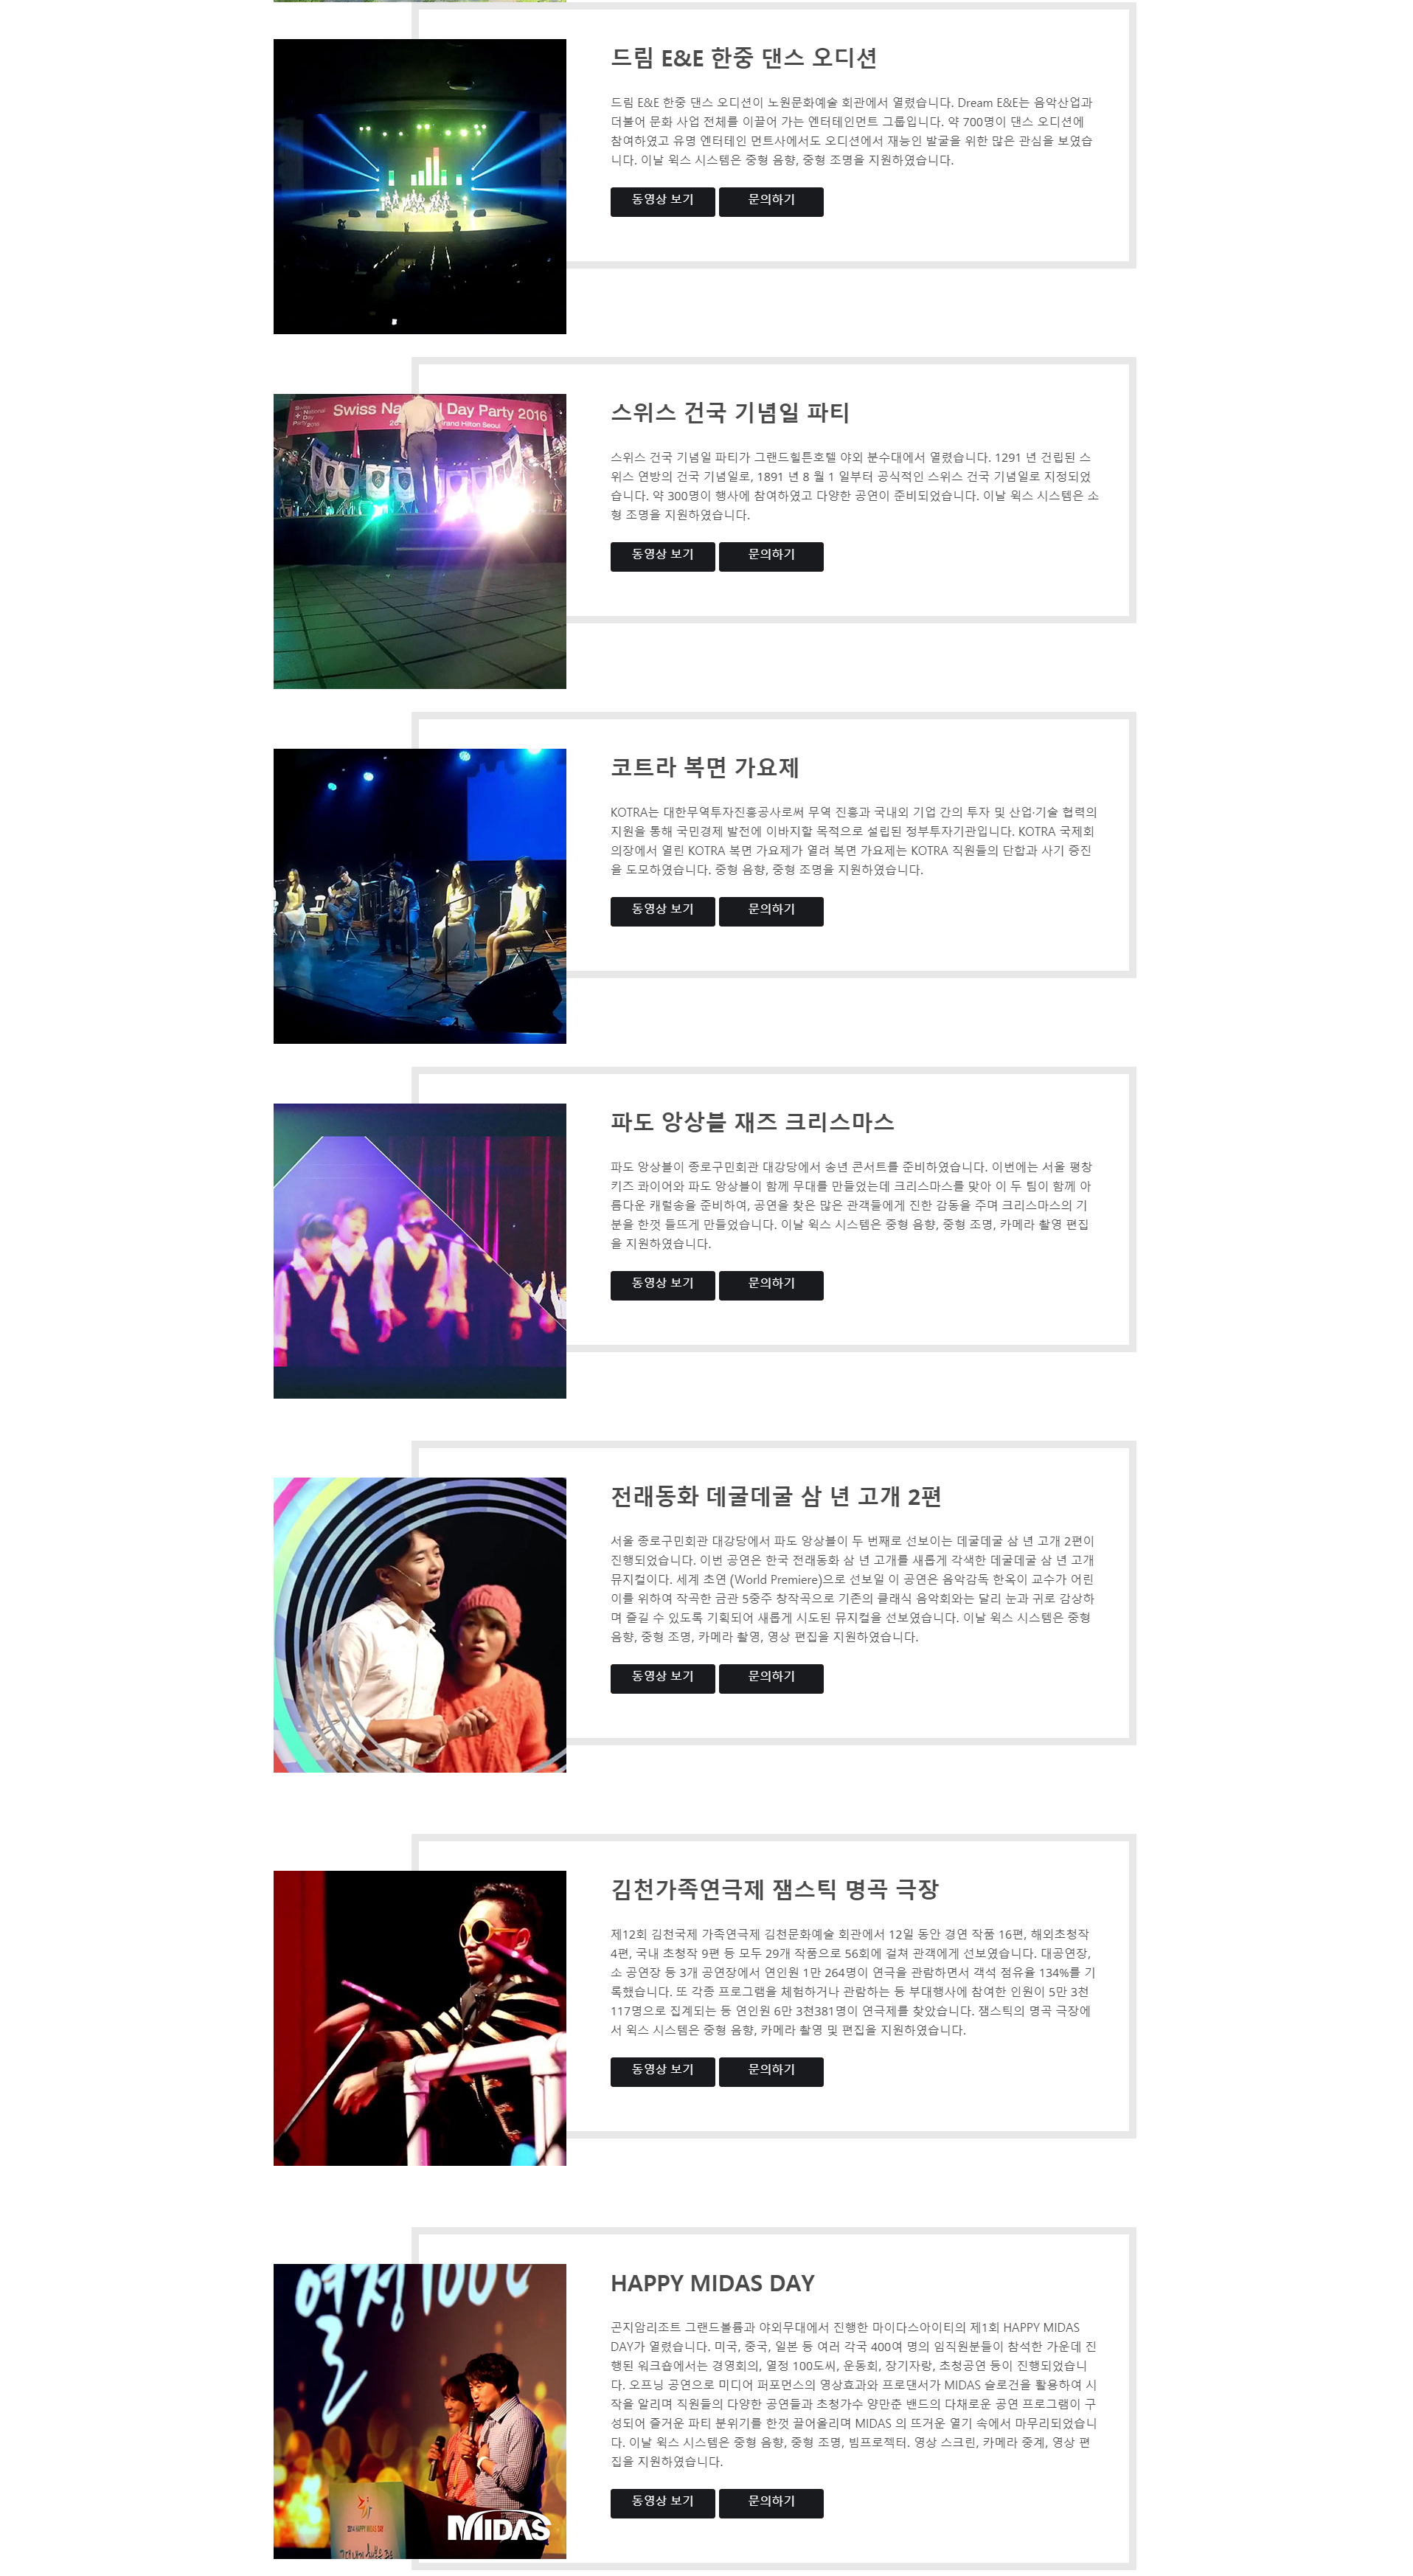 드림 E&E 한중 댄스 오디션
드림 E&E 한중 댄스 오디션이 노원문화예술 회관에서 열렸습니다. Dream E&E는 음악산업과
더불어 문화 사업 전체를 이끌어 가는 엔터테인먼트 그룹입니다. 약 700명이 댄스 오디션에
참여하였고 유명 엔터테인 먼트사에서도 오디션에서 재능인 발굴을 위한 많은 관심을 보였습
니다. 이날 윅스 시스템은 중형 음향, 중형 조명을 지원하였습니다.
동영상 보기 문의하기
Swiss National Day Party 2016
Grand Hilton Seoul
스위스 건국 기념일 파티
스위스 건국 기념일 파티가 그랜드힐튼호텔 야외 분수대에서 열렸습니다. 1291 년 건립된 스
위스 연방의 건국 기념일로, 1891 년 8 월 1 일부터 공식적인 스위스 건국 기념일로 지정되었
습니다. 약 300명이 행사에 참여하였고 다양한 공연이 준비되었습니다. 이날 윅스 시스템은 소
형 조명을 지원하였습니다.
동영상 보기 문의하기
코트라 복면 가요제
KOTRA는 대한무역투자진흥공사로써 무역 진흥과 국내외 기업 간의 투자 및 산업·기술 협력의
지원을 통해 국민경제 발전에 이바지할 목적으로 설립된 정부투자기관입니다. KOTRA 국제회
의장에서 열린 KOTRA 복면 가요제가 열려 복면 가요제는 KOTRA 직원들의 단합과 사기 증진
을 도모하였습니다. 중형 음향, 중형 조명을 지원하였습니다.
동영상 보기 문의하기
파도 앙상블 재즈 크리스마스
파도 앙상블이 종로구민회관 대강당에서 송년 콘서트를 준비하였습니다. 이번에는 서울 평창
키즈 콰이어와 파도 앙상블이 함께 무대를 만들었는데 크리스마스를 맞아 이 두 팀이 함께 아
름다운 캐럴송을 준비하여, 공연을 찾은 많은 관객들에게 진한 감동을 주며 크리스마스의 기
분을 한껏 들뜨게 만들었습니다. 이날 윅스 시스템은 중형 음향, 중형 조명, 카메라 촬영 편집
을 지원하였습니다.
동영상 보기 문의하기
전래동화 데굴데굴 삼 년 고개 2편
서울 종로구민회관 대강당에서 파도 앙상블이 두 번째로 선보이는 데굴데굴 삼 년 고개 2편이
진행되었습니다. 이번 공연은 한국 전래동화 삼 년 고개를 새롭게 각색한 데굴데굴 삼 년 고개
뮤지컬이다. 세계 초연 (World Premiere)으로 선보일 이 공연은 음악감독 한옥이 교수가 어린
이를 위하여 작곡한 금관 5중주 창작곡으로 기존의 클래식 음악회와는 달리 눈과 귀로 감상하
며 즐길 수 있도록 기획되어 새롭게 시도된 뮤지컬을 선보였습니다. 이날 윅스 시스템은 중형
음향, 중형 조명, 카메라 촬영, 영상 편집을 지원하였습니다.
동영상 보기 문의하기
김천가족연극제 잼스틱 명곡 극장
제12회 김천국제 가족연극제 김천문화예술 회관에서 12일 동안 경연 작품 16편, 해외초청작
4편, 국내 초청작 9편 등 모두 29개 작품으로 56회에 걸쳐 관객에게 선보였습니다. 대공연장,
소 공연장 등 3개 공연장에서 연인원 1만 264명이 연극을 관람하면서 객석 점유율 134%를 기
록했습니다. 또 각종 프로그램을 체험하거나 관람하는 등 부대행사에 참여한 인원이 5만 3천
117명으로 집계되는 등 연인원 6만 3천381명이 연극제를 찾았습니다. 잼스틱의 명곡 극장에
서 윅스 시스템은 중형 음향, 카메라 촬영 및 편집을 지원하였습니다.
동영상 보기 문의하기
열정100도
2014 HAPPY MIDAS DAY
MIDAS
HAPPY MIDAS DAY
곤지암리조트 그랜드볼륨과 야외무대에서 진행한 마이다스아이티의 제1회 HAPPY MIDAS
DAY가 열렸습니다. 미국, 중국, 일본 등 여러 각국 400여 명의 임직원분들이 참석한 가운데 진
행된 워크숍에서는 경영회의, 열정 100도씨, 운동회, 장기자랑, 초청공연 등이 진행되었습니
다. 오프닝 공연으로 미디어 퍼포먼스의 영상효과와 프로댄서가 MIDAS 슬로건을 활용하여 시
작을 알리며 직원들의 다양한 공연들과 초청가수 양만춘 밴드의 다채로운 공연 프로그램이 구
성되어 즐거운 파티 분위기를 한껏 끌어올리며 MIDAS 의 뜨거운 열기 속에서 마무리되었습니
다. 이날 윅스 시스템은 중형 음향, 중형 조명, 빔프로젝터. 영상 스크린, 카메라 중계, 영상 편
집을 지원하였습니다.
동영상 보기 문의하기